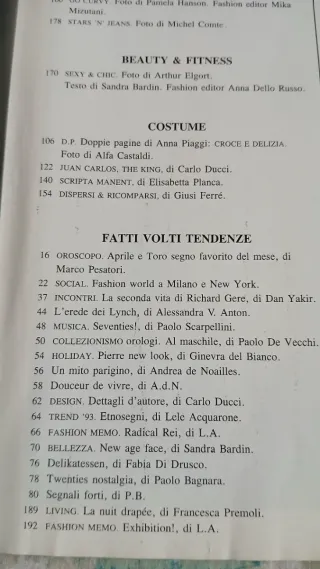 GO CURVY. Foto di Pamela Hanson. Fashion editor Mika
Mizutani.
178 STARS 'N' JEANS. Foto di Michel Comte.
BEAUTY & FITNESS
170 SEXY & CHIC. Foto di Arthur Elgort.
Testo di Sandra Bardin. Fashion editor Anna Dello Russo.
COSTUME
106 D.P. Doppie pagine di Anna Piaggi: CROCE E DELIZIA.
Foto di Alfa Castaldi.
122 JUAN CARLOS, THE KING, di Carlo Ducci.
140 SCRIPTA MANENT, di Elisabetta Planca.
154 DISPERSI & RICOMPARSI, di Giusi Ferré.
FATTI VOLTI TENDENZE
16 OROSCOPO. Aprile e Toro segno favorito del mese, di
Marco Pesatori.
22 SOCIAL. Fashion world a Milano e New York.
37 INCONTRI. La seconda vita di Richard Gere, di Dan Yakir.
44 L'erede dei Lynch, di Alessandra V. Anton.
48 MUSICA. Seventies!, di Paolo Scarpellini.
50 COLLEZIONISMO orologi. Al maschile, di Paolo De Vecchi.
54 HOLIDAY. Pierre new look, di Ginevra del Bianco.
56 Un mito parigino, di Andrea de Noailles.
58 Douceur de vivre, di A.d.N.
62 DESIGN. Dettagli d'autore, di Carlo Ducci.
64 TREND '93. Etnosegni, di Lele Acquarone.
66 FASHION MEMO. Radical Rei, di L.A.
70 BELLEZZA. New age face, di Sandra Bardin.
76 Delikatessen, di Fabia Di Drusco.
78 Twenties nostalgia, di Paolo Bagnara.
80 Segnali forti, di P.B.
189 LIVING. La nuit drapée, di Francesca Premoli.
192 FASHION MEMO. Exhibition!, di L.A.